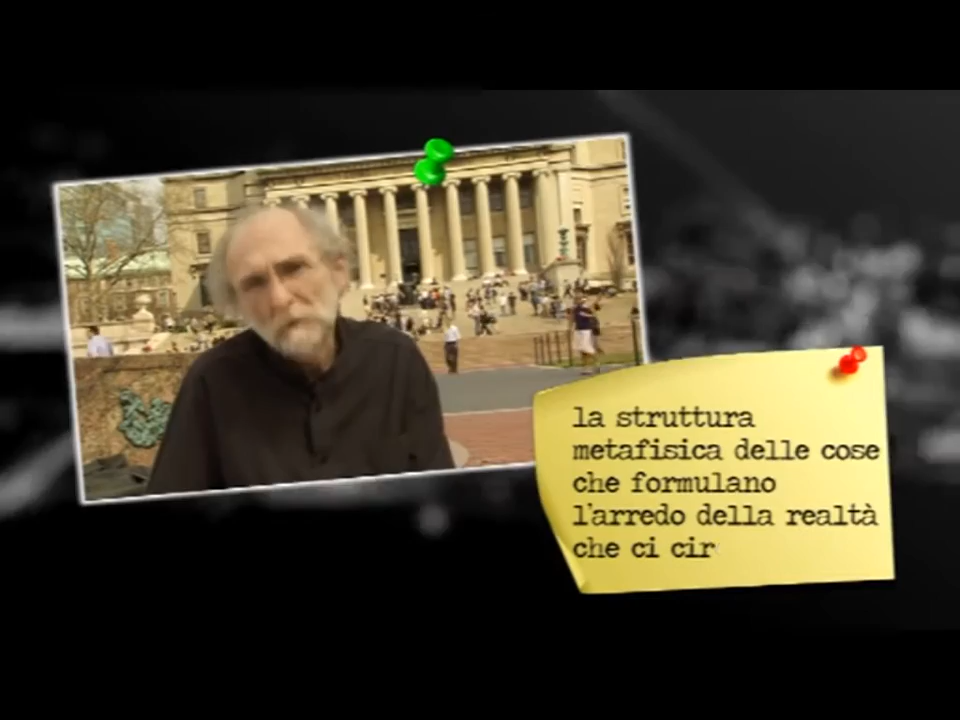 la struttura
metafisica delle cose
che formulano
l'arredo della realtà
che ci cir